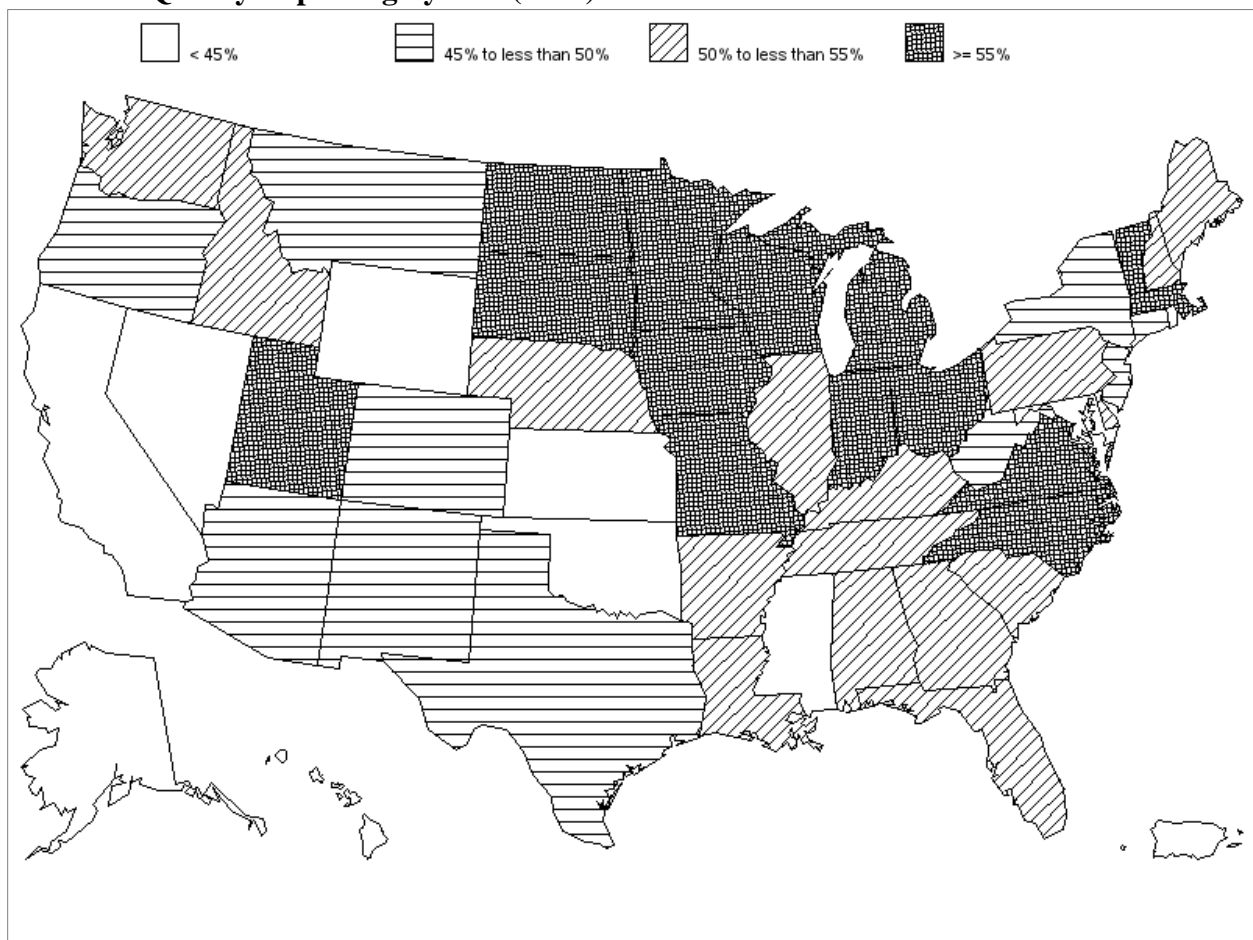 < 45%
45% to less than 50%
50% to less than 55%
>= 55%